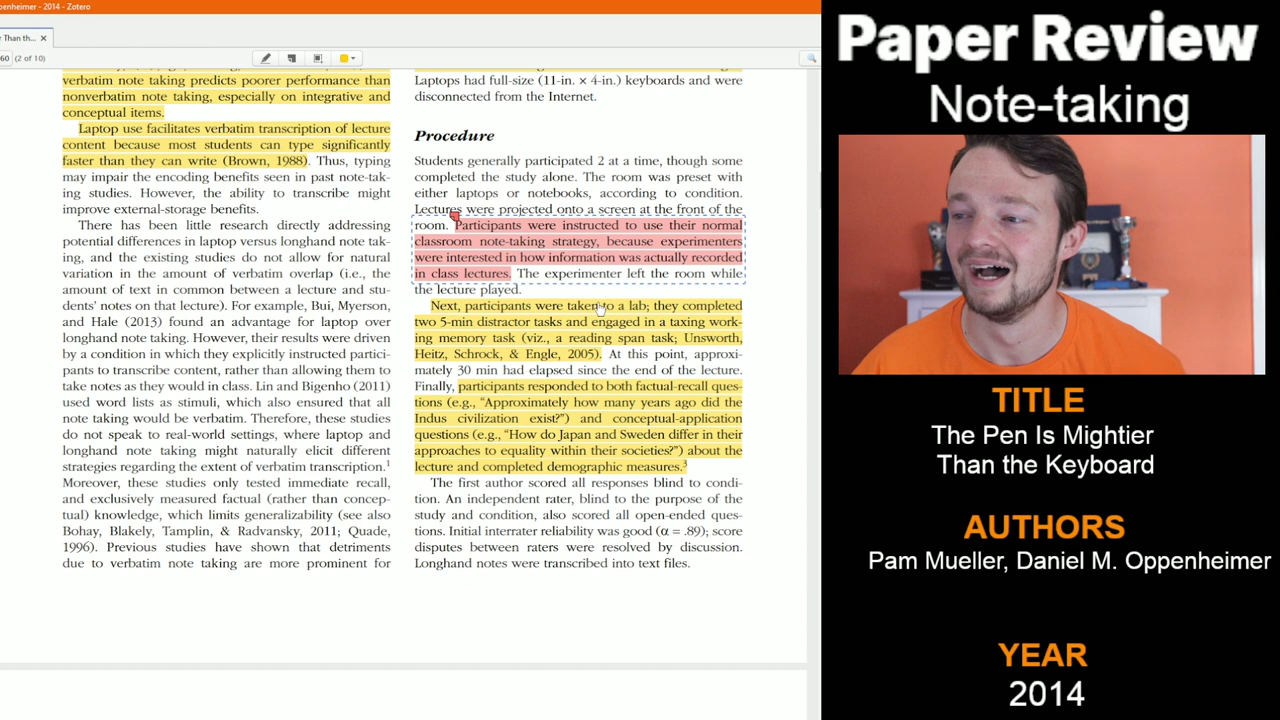 penheimer - 2014 - Zotero
Than th...
60 (2 of 10)
verbatim note taking predicts poorer performance than
nonverbatim note taking, especially on integrative and
conceptual items.
Laptop use facilitates verbatim transcription of lecture
content because most students can type significantly
faster than they can write (Brown, 1988). Thus, typing
may impair the encoding benefits seen in past note-tak-
ing studies. However, the ability to transcribe might
improve external-storage benefits.
There has been little research directly addressing
potential differences in laptop versus longhand note tak-
ing, and the existing studies do not allow for natural
variation in the amount of verbatim overlap (i.e., the
amount of text in common between a lecture and stu-
dents' notes on that lecture). For example, Bui, Myerson,
and Hale (2013) found an advantage for laptop over
longhand note taking. However, their results were driven
by a condition in which they explicitly instructed partici-
pants to transcribe content, rather than allowing them to
take notes as they would in class. Lin and Bigenho (2011)
used word lists as stimuli, which also ensured that all
note taking would be verbatim. Therefore, these studies
do not speak to real-world settings, where laptop and
longhand note taking might naturally elicit different
strategies regarding the extent of verbatim transcription.1
Moreover, these studies only tested immediate recall,
and exclusively measured factual (rather than concep-
tual) knowledge, which limits generalizability (see also
Bohay, Blakely, Tamplin, & Radvansky, 2011; Quade,
1996). Previous studies have shown that detriments
due to verbatim note taking are more prominent for
Laptops had full-size (11-in. × 4-in.) keyboards and were
disconnected from the Internet.
Procedure
Students generally participated 2 at a time, though some
completed the study alone. The room was preset with
either laptops or notebooks, according to condition.
Lectures were projected onto a screen at the front of the
room. Participants were instructed to use their normal
classroom note-taking strategy, because experimenters
were interested in how information was actually recorded
in class lectures. The experimenter left the room while
the lecture played.
Next, participants were taken to a lab; they completed
two 5-min distractor tasks and engaged in a taxing work-
ing memory task (viz., a reading span task; Unsworth,
Heitz, Schrock, & Engle, 2005). At this point, approxi-
mately 30 min had elapsed since the end of the lecture.
Finally, participants responded to both factual-recall ques-
tions (e.g., “Approximately how many years ago did the
Indus civilization exist?”) and conceptual-application
questions (e.g., “How do Japan and Sweden differ in their
approaches to equality within their societies?”) about the
lecture and completed demographic measures.3
The first author scored all responses blind to condi-
tion. An independent rater, blind to the purpose of the
study and condition, also scored all open-ended ques-
tions. Initial interrater reliability was good (α = .89); score
disputes between raters were resolved by discussion.
Longhand notes were transcribed into text files.
Paper Review
Note-taking
TITLE
The Pen Is Mightier
Than the Keyboard
AUTHORS
Pam Mueller, Daniel M. Oppenheimer
YEAR
2014